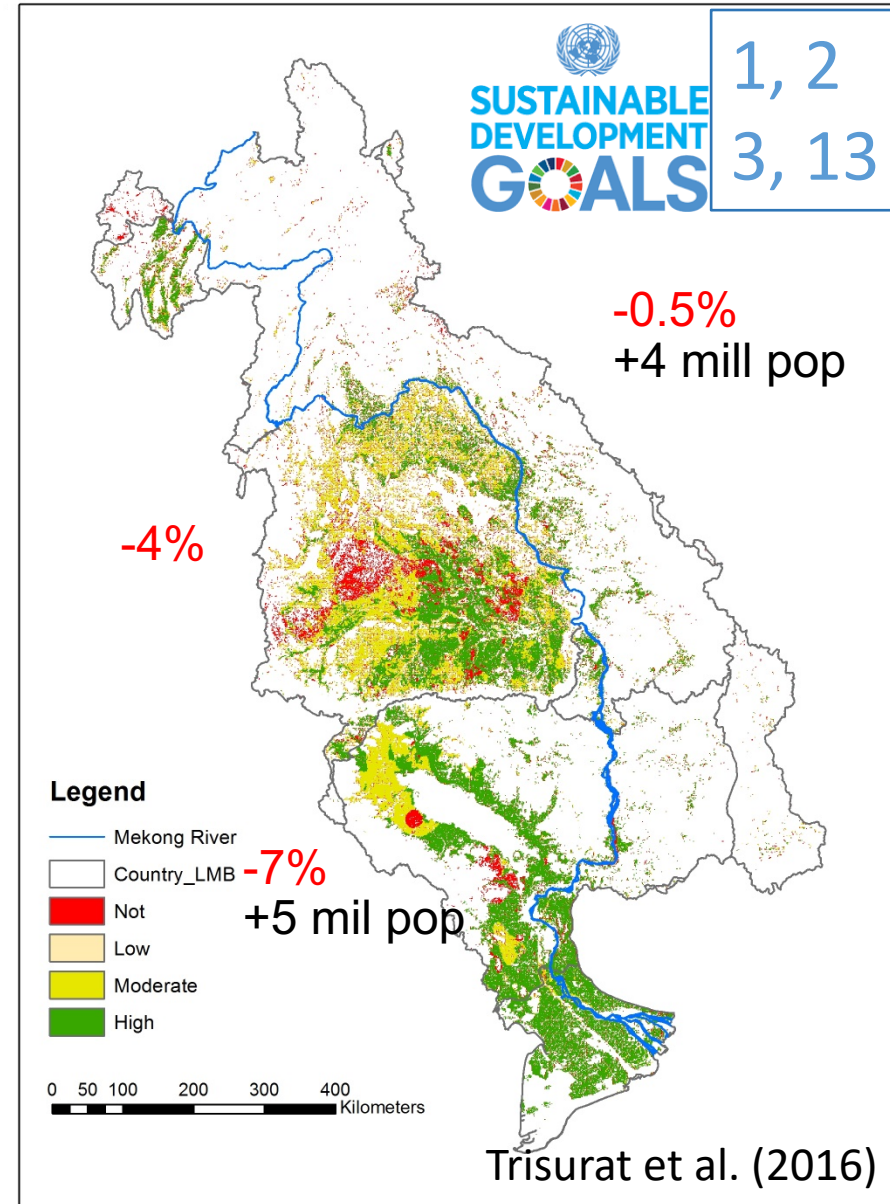 SUSTAINABLE
DEVELOPMENT
GOALS
1, 2
3, 13
-0.5%
+4 mill pop
-4%
Legend
Mekong River
Country_LMB
Not
Low
Moderate
High
-7%
+5 mil pop
0 50 100 200 300 400
Kilometers
Trisurat et al. (2016)